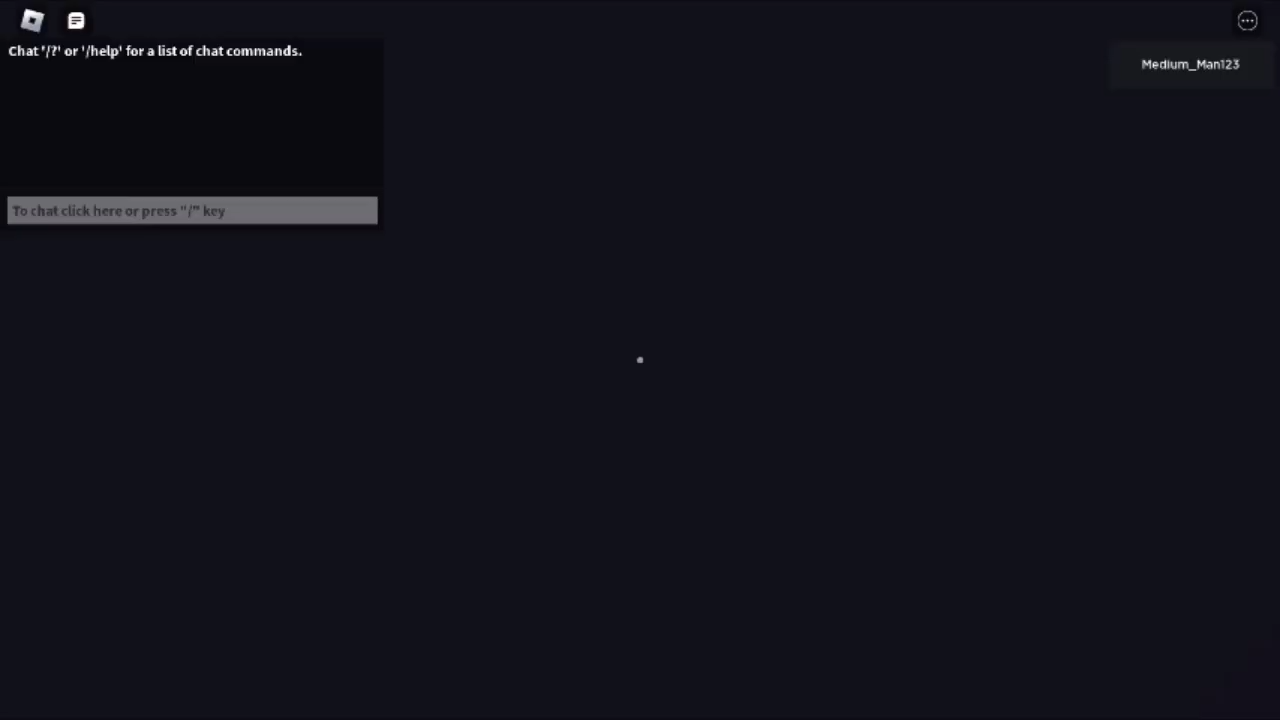 Chat '/?' or '/help' for a list of chat commands.
Medium_Man123
To chat click here or press "/" key